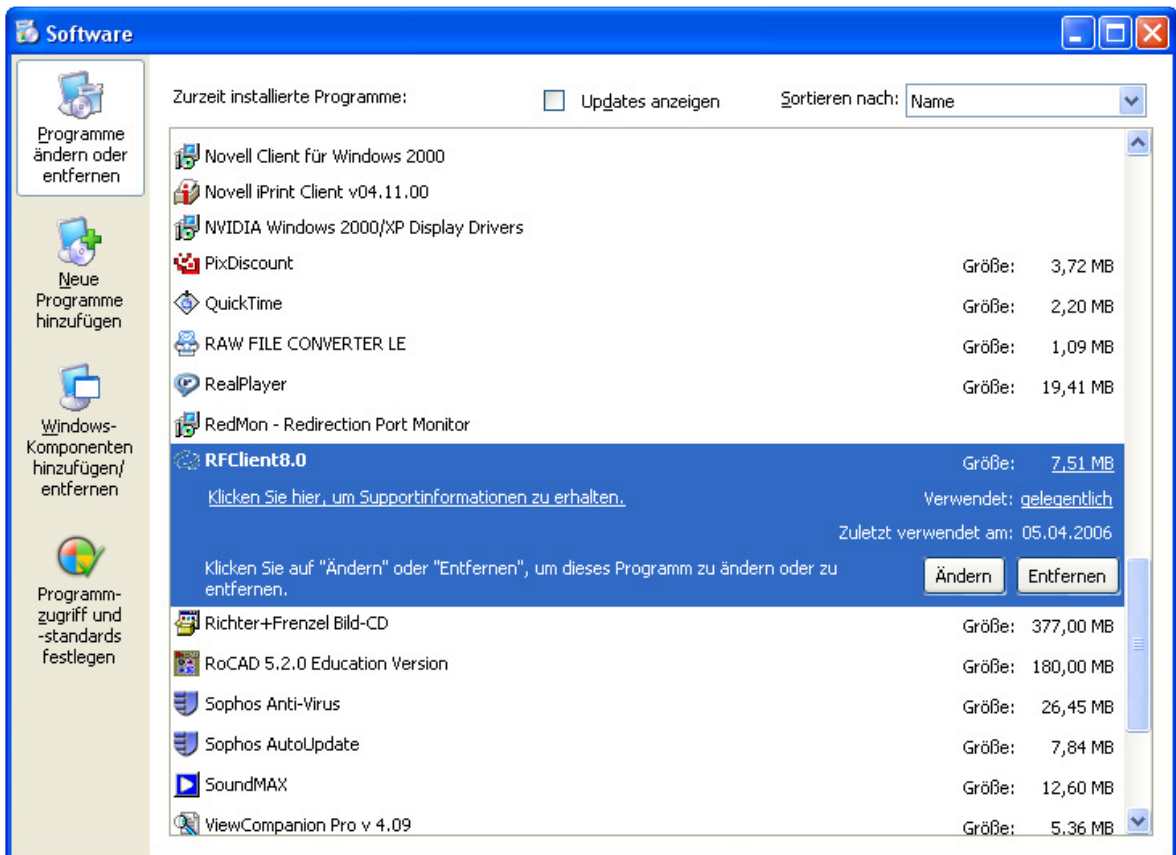 Software
Programme
ändern oder
entfernen
Neue
Programme
hinzufügen
Windows-
Komponenten
hinzufügen/
entfernen
Programm-
zugriff und
-standards
festlegen
Zurzeit installierte Programme:
Updates anzeigen
Sortieren nach: Name
Novell Client für Windows 2000
Novell iPrint Client v04.11.00
NVIDIA Windows 2000/XP Display Drivers
PixDiscount Größe: 3,72 MB
QuickTime Größe: 2,20 MB
RAW FILE CONVERTER LE Größe: 1,09 MB
RealPlayer Größe: 19,41 MB
RedMon - Redirection Port Monitor
RFClient8.0 Größe: 7,51 MB
Klicken Sie hier, um Supportinformationen zu erhalten. Verwendet: gelegentlich
Zuletzt verwendet am: 05.04.2006
Klicken Sie auf "Ändern" oder "Entfernen", um dieses Programm zu ändern oder zu
entfernen.
Ändern Entfernen
Richter+Frenzel Bild-CD Größe: 377,00 MB
RoCAD 5.2.0 Education Version Größe: 180,00 MB
Sophos Anti-Virus Größe: 26,45 MB
Sophos AutoUpdate Größe: 7,84 MB
SoundMAX Größe: 12,60 MB
ViewCompanion Pro v 4.09 Größe: 5,36 MB